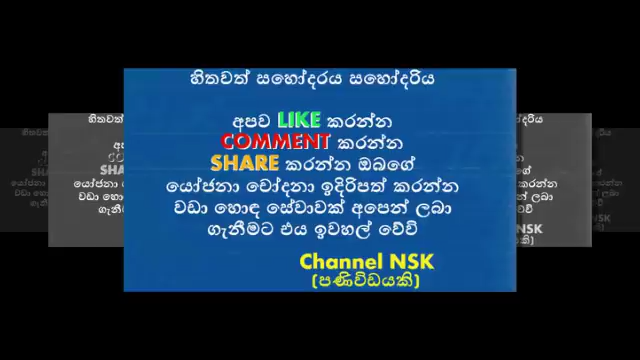 හිතවත් සහෝදරය සහෝදරිය
අපව LIKE කරන්න
COMMENT කරන්න
SHARE කරන්න ඔබගේ
යෝජනා චෝදනා ඉදිරිපත් කරන්න
වඩා හොඳ සේවාවක් අපෙන් ලබා
ගැනීමට එය ඉවහල් වේවි
Channel NSK
(පණිවිඩයකි)